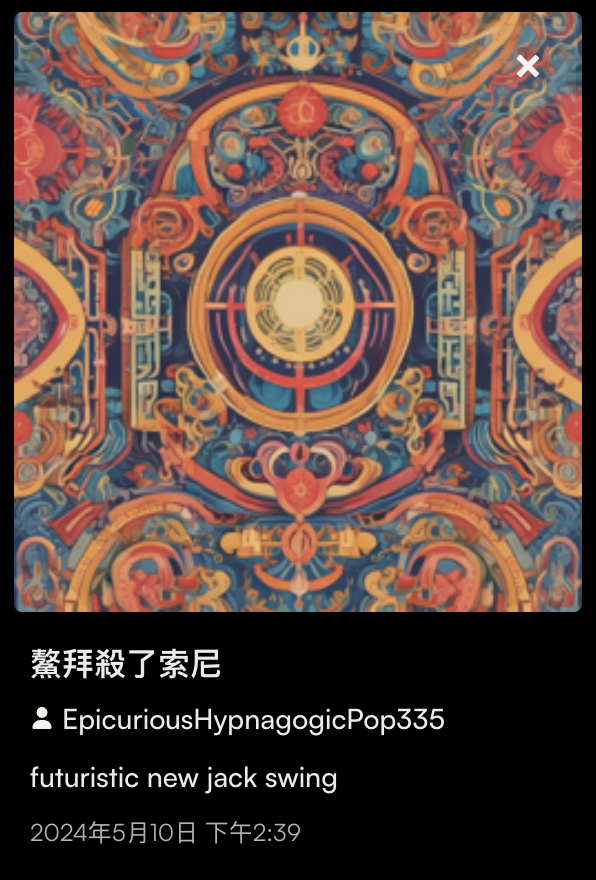 鰲拜殺了索尼
EpicuriousHypnagogicPop335
futuristic new jack swing
2024年5月10日 下午2:39